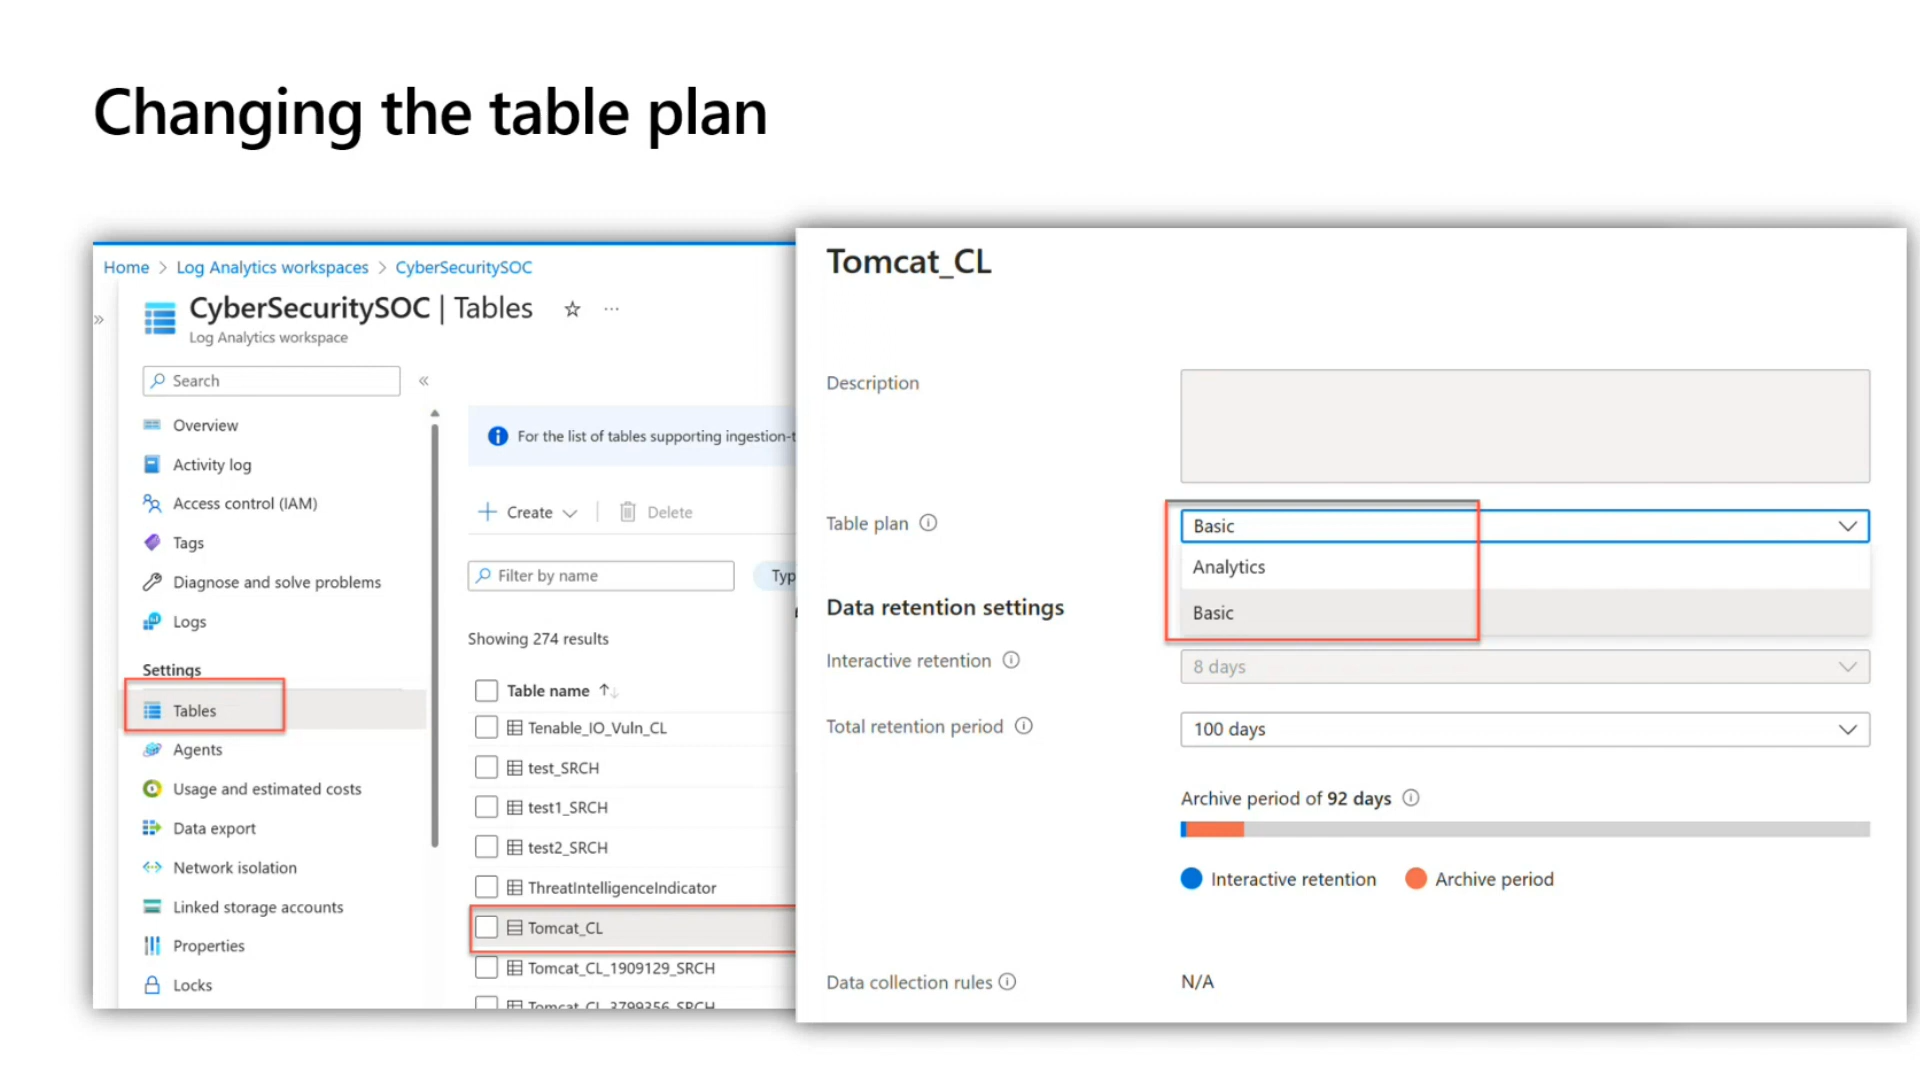 Changing the table plan
Home > Log Analytics workspaces > CyberSecuritySOC
CyberSecuritySOC | Tables
Log Analytics workspace
Search
Overview
Activity log
Access control (IAM)
Tags
Diagnose and solve problems
Logs
Settings
Tables
Agents
Usage and estimated costs
Data export
Network isolation
Linked storage accounts
Properties
Locks
For the list of tables supporting ingestion-t
Create
Delete
Filter by name
Typ
Showing 274 results
Table name
Tenable_IO_Vuln_CL
test_SRCH
test1_SRCH
test2_SRCH
ThreatIntelligenceIndicator
Tomcat_CL
Tomcat_CL_1909129_SRCH
Tomcat_CL_3799356_SRCH
Tomcat_CL
Description
Table plan
Basic
Analytics
Basic
Data retention settings
Interactive retention
8 days
Total retention period
100 days
Archive period of 92 days
Interactive retention
Archive period
Data collection rules
N/A